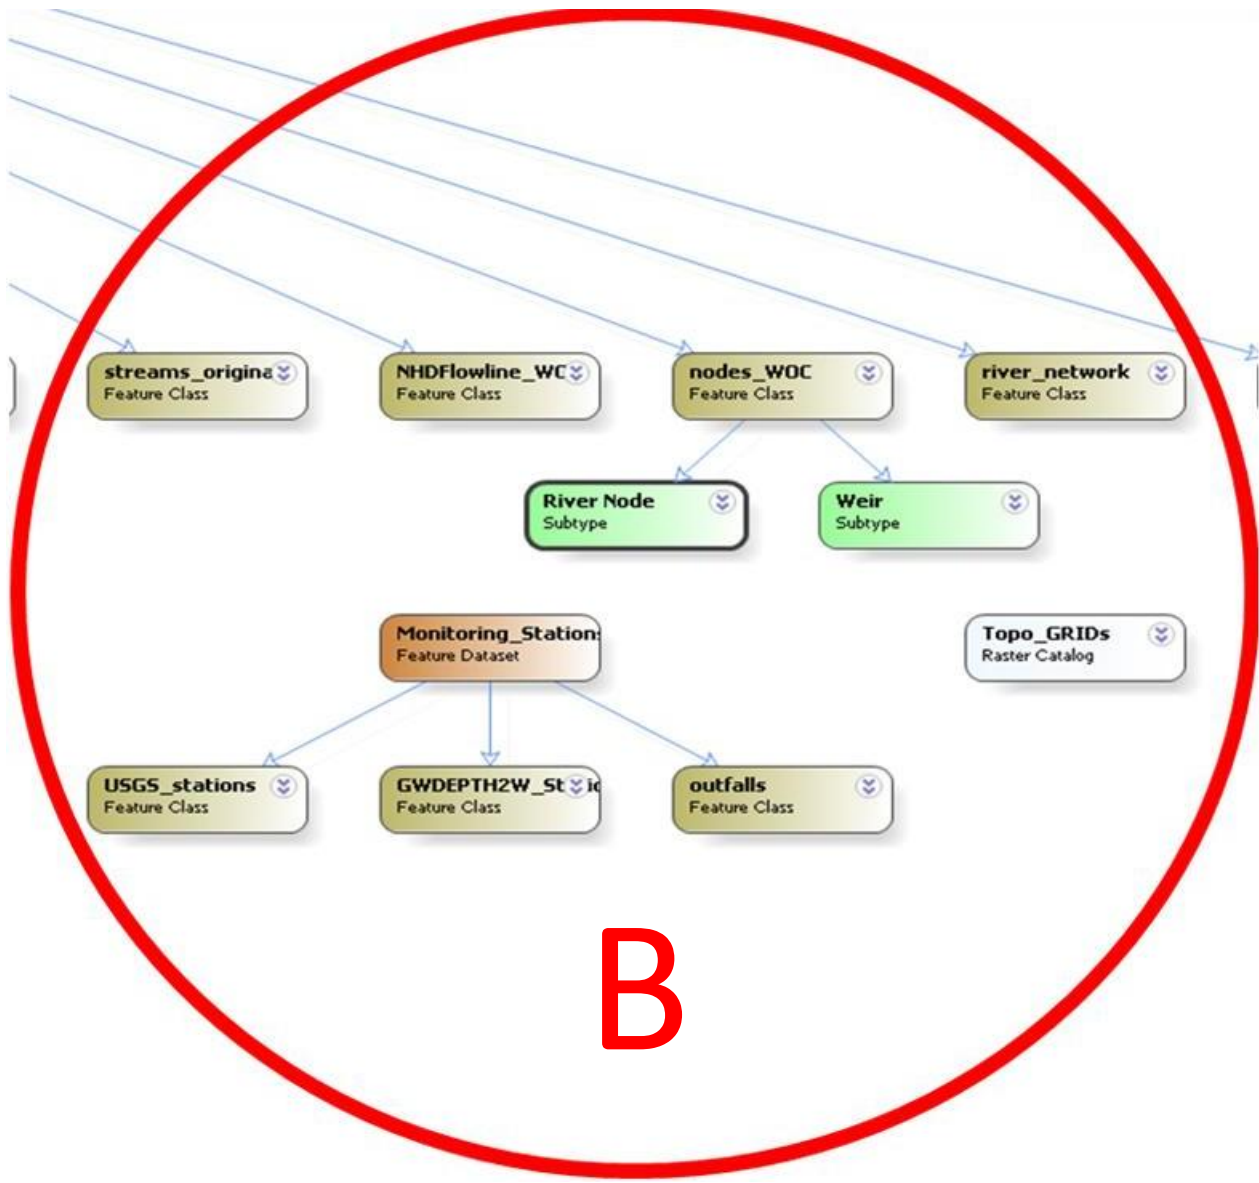 streams_origina
Feature Class
NHDFlowline_WC
Feature Class
nodes_WOC
Feature Class
river_network
Feature Class
River Node
Subtype
Weir
Subtype
Monitoring_Station
Feature Dataset
Topo_GRIDs
Raster Catalog
USGS_stations
Feature Class
GWDEPTH2W_St
Feature Class
outfalls
Feature Class
B